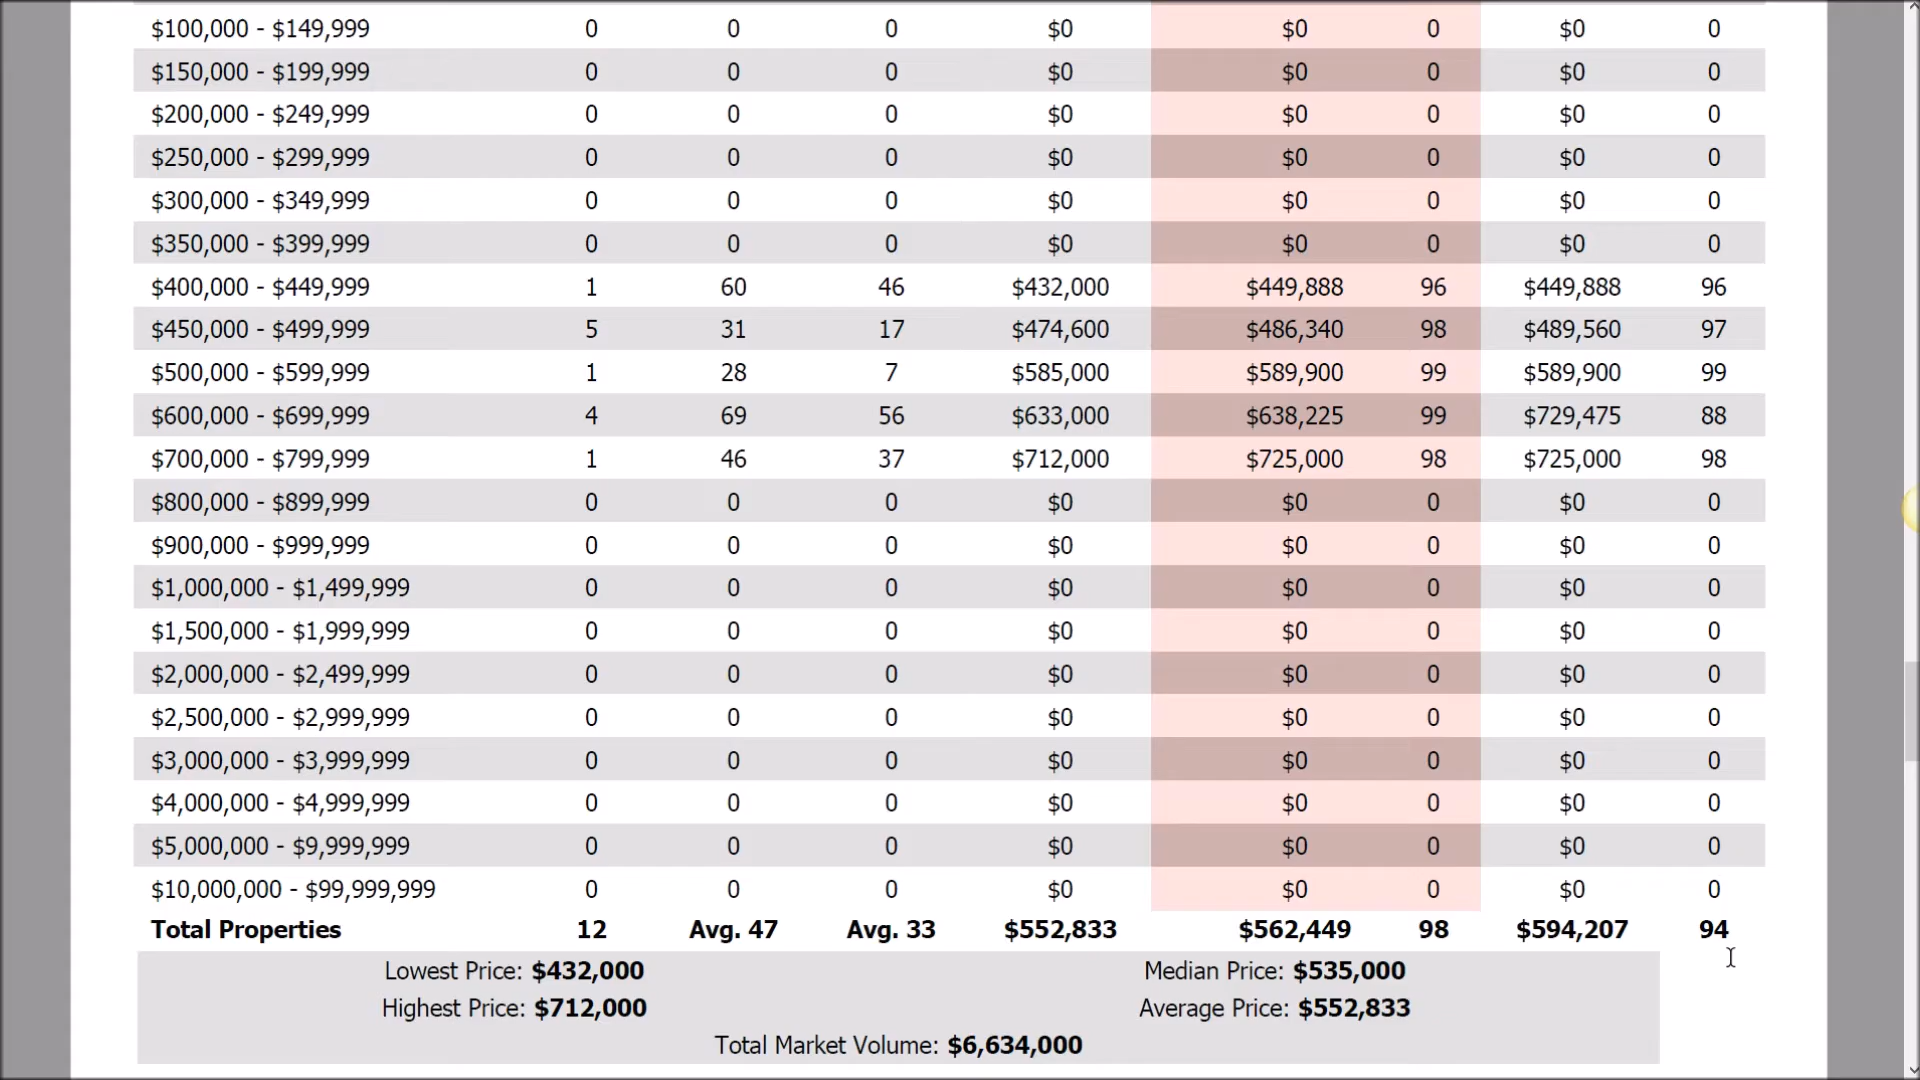 $100,000 - $149,999 0 0 0 $0 $0 0 $0 0
$150,000 - $199,999 0 0 0 $0 $0 0 $0 0
$200,000 - $249,999 0 0 0 $0 $0 0 $0 0
$250,000 - $299,999 0 0 0 $0 $0 0 $0 0
$300,000 - $349,999 0 0 0 $0 $0 0 $0 0
$350,000 - $399,999 0 0 0 $0 $0 0 $0 0
$400,000 - $449,999 1 60 46 $432,000 $449,888 96 $449,888 96
$450,000 - $499,999 5 31 17 $474,600 $486,340 98 $489,560 97
$500,000 - $599,999 1 28 7 $585,000 $589,900 99 $589,900 99
$600,000 - $699,999 4 69 56 $633,000 $638,225 99 $729,475 88
$700,000 - $799,999 1 46 37 $712,000 $725,000 98 $725,000 98
$800,000 - $899,999 0 0 0 $0 $0 0 $0 0
$900,000 - $999,999 0 0 0 $0 $0 0 $0 0
$1,000,000 - $1,499,999 0 0 0 $0 $0 0 $0 0
$1,500,000 - $1,999,999 0 0 0 $0 $0 0 $0 0
$2,000,000 - $2,499,999 0 0 0 $0 $0 0 $0 0
$2,500,000 - $2,999,999 0 0 0 $0 $0 0 $0 0
$3,000,000 - $3,999,999 0 0 0 $0 $0 0 $0 0
$4,000,000 - $4,999,999 0 0 0 $0 $0 0 $0 0
$5,000,000 - $9,999,999 0 0 0 $0 $0 0 $0 0
$10,000,000 - $99,999,999 0 0 0 $0 $0 0 $0 0
Total Properties 12 Avg. 47 Avg. 33 $552,833 $562,449 98 $594,207 94
Lowest Price: $432,000 Median Price: $535,000
Highest Price: $712,000 Average Price: $552,833
Total Market Volume: $6,634,000